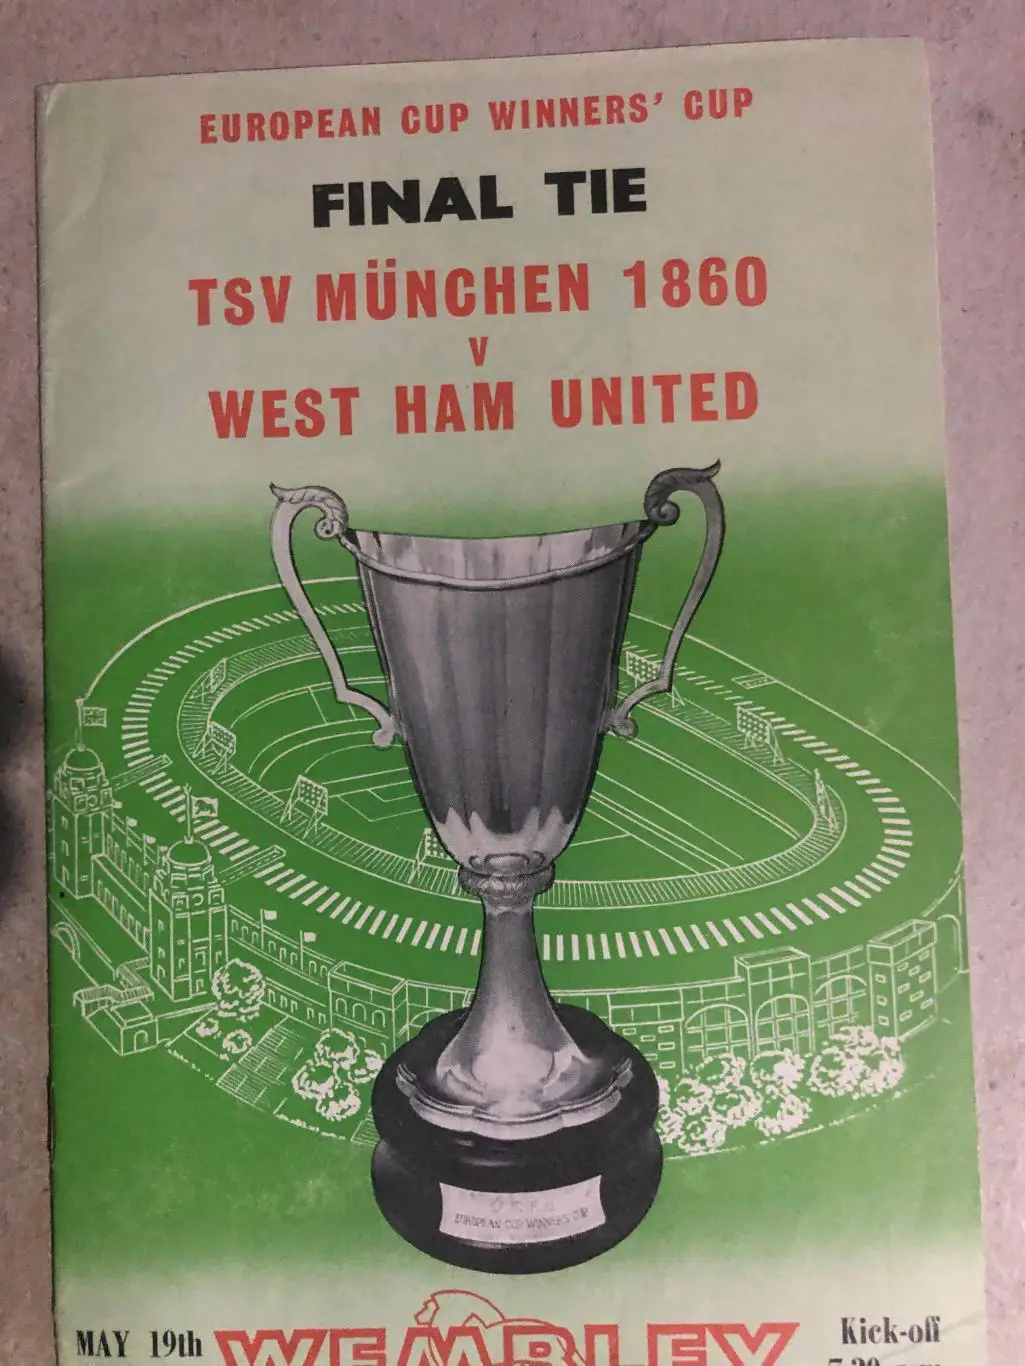 EUROPEAN CUP WINNERS' CUP
FINAL TIE
TSV MÜNCHEN 1860
V
WEST HAM UNITED
EUROPEAN CUP WINNERS CUP
MAY 19th
WEMBLEY
Kick-off